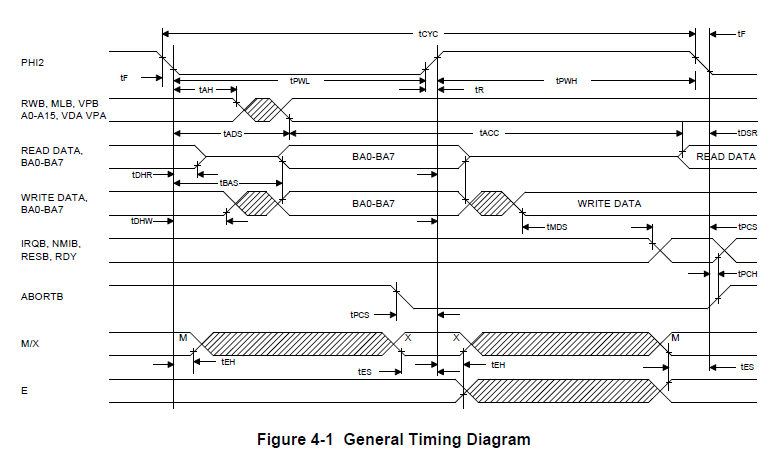 tCYC
tF
PHI2
tF
tPWL
tPWH
tAH
tR
RWB, MLB, VPB
A0-A15, VDA VPA
tADS
tACC
tDSR
READ DATA,
BA0-BA7
BA0-BA7
READ DATA
tDHR
tBAS
WRITE DATA,
BA0-BA7
BA0-BA7
WRITE DATA
tDHW
tMDS
tPCS
IRQB, NMIB,
RESB, RDY
tPCH
ABORTB
tPCS
M/X
M
X
X
M
tEH
tES
tEH
tES
E
Figure 4-1 General Timing Diagram